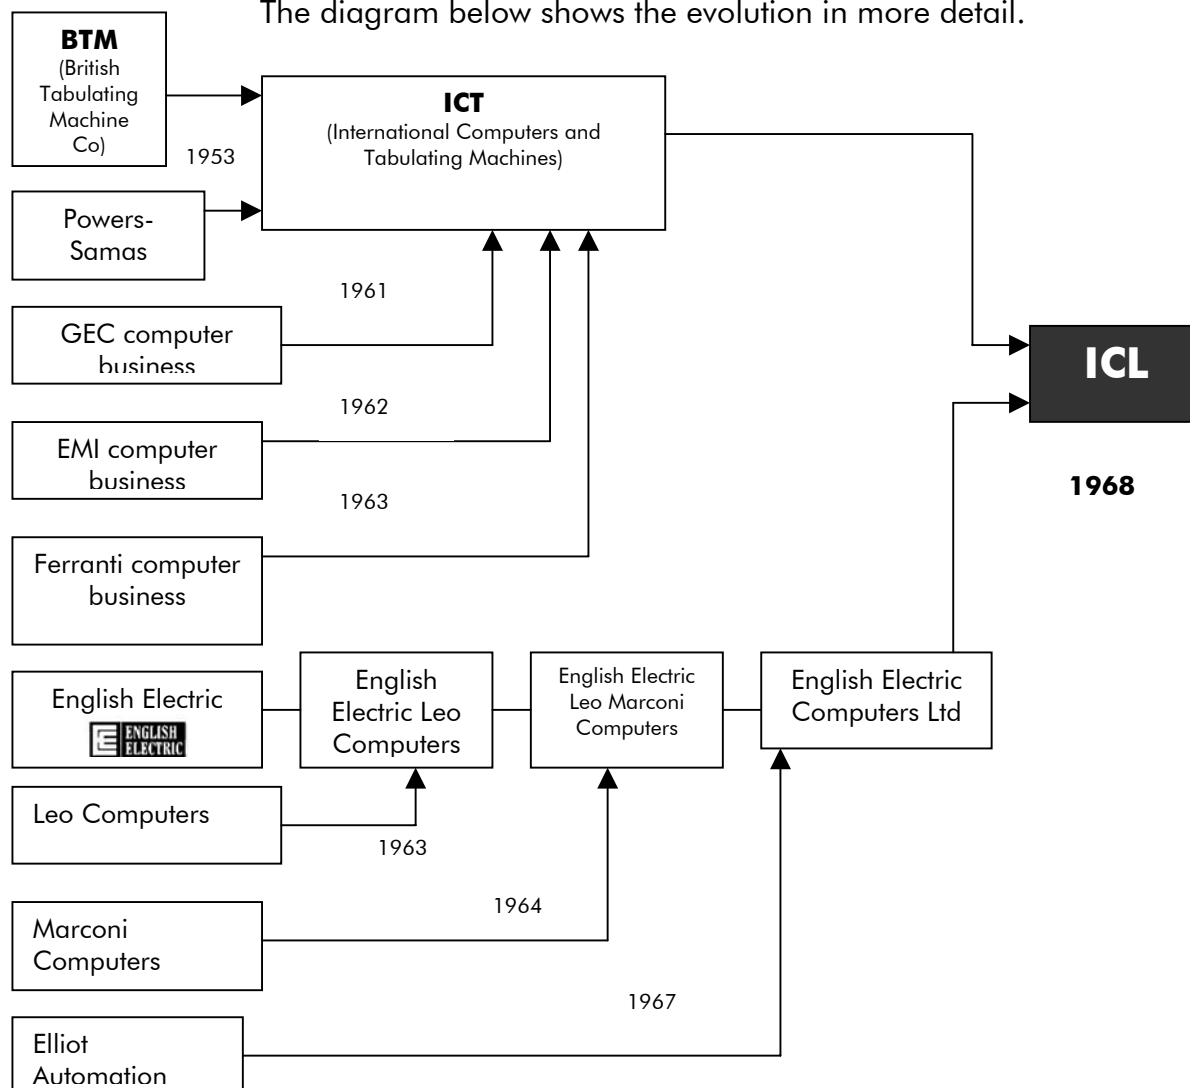 The diagram below shows the evolution in more detail.
BTM
(British
Tabulating
Machine
Co)
ICT
(International Computers and
Tabulating Machines)
1953
Powers-
Samas
1961
GEC computer
business
ICL
1962
EMI computer
business
1968
1963
Ferranti computer
business
English Electric
ENGLISH
ELECTRIC
English
Electric Leo
Computers
English Electric
Leo Marconi
Computers
English Electric
Computers Ltd
Leo Computers
1963
1964
Marconi
Computers
1967
Elliot
Automation